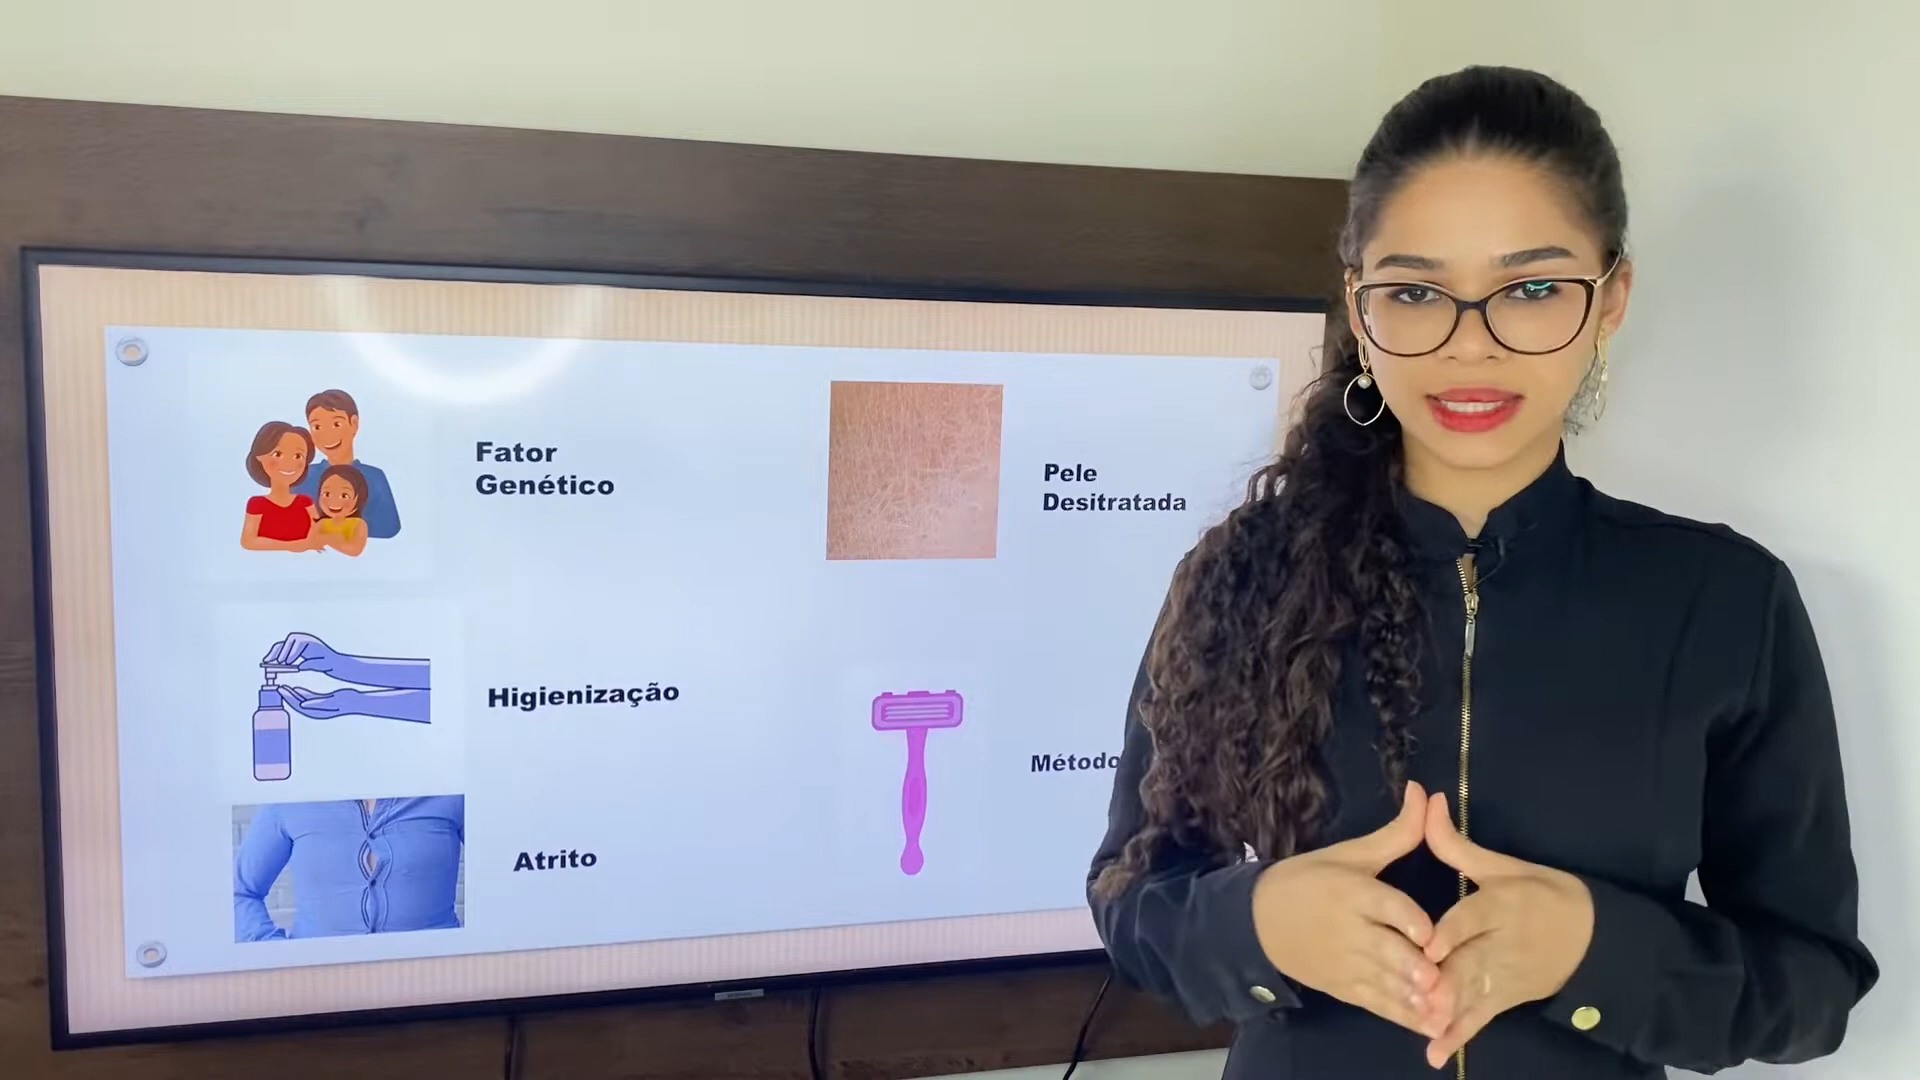 Fator
Genético
Pele
Desitratada
Higienização
Método
Atrito